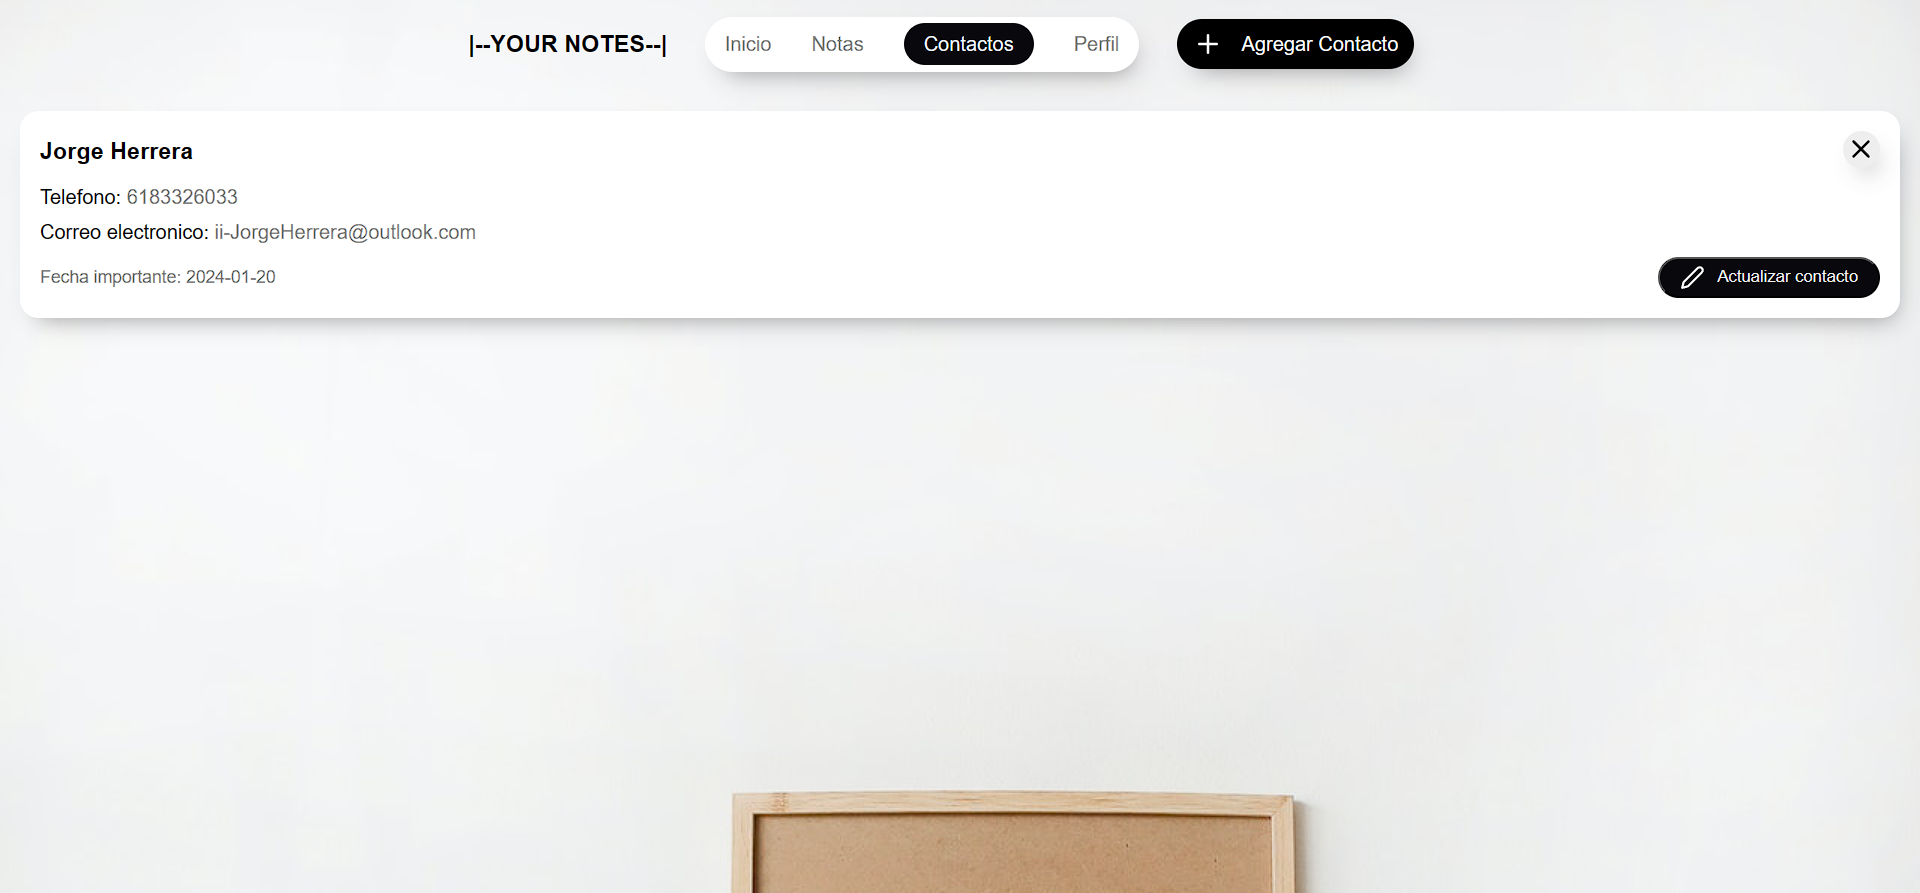 |--YOUR NOTES--|
Inicio
Notas
Contactos
Perfil
Agregar Contacto
Jorge Herrera
Telefono: 6183326033
Correo electronico: ii-JorgeHerrera@outlook.com
Fecha importante: 2024-01-20
Actualizar contacto